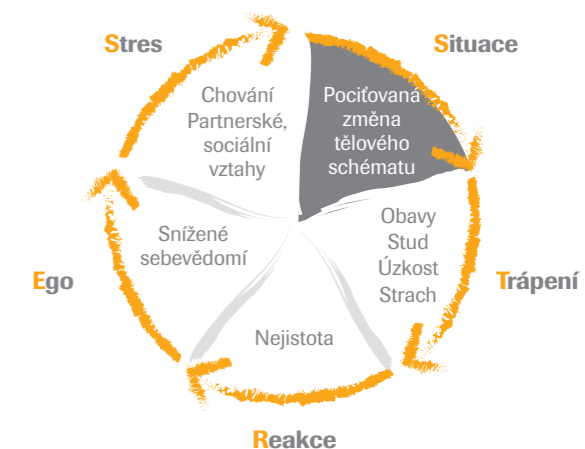 Stres
Situace
Chování
Partnerské,
sociální
vztahy
Pociťovaná
změna
tělového
schématu
Obavy
Stud
Úzkost
Strach
Snížené
sebevědomí
Ego
Trápení
Nejistota
Reakce